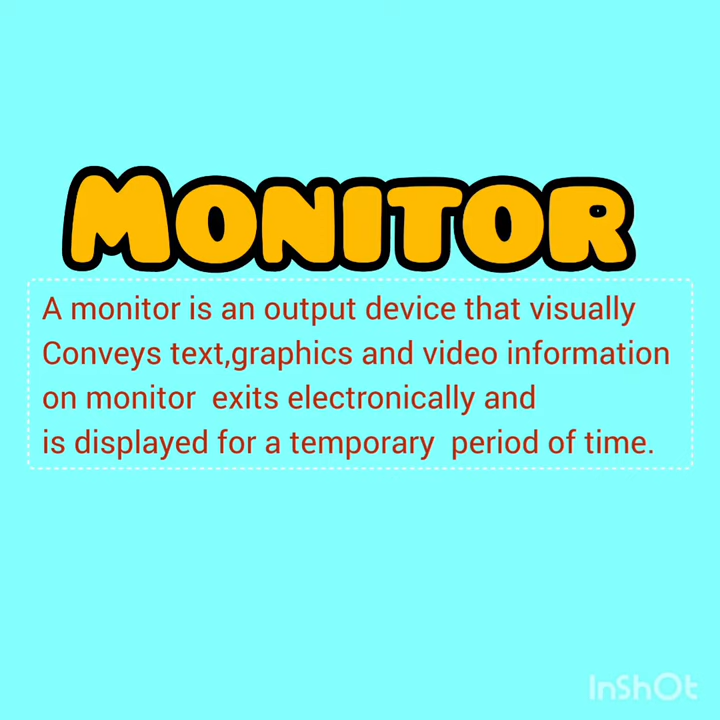 MONITOR
A monitor is an output device that visually
Conveys text,graphics and video information
on monitor  exits electronically and
is displayed for a temporary  period of time.
InShOt